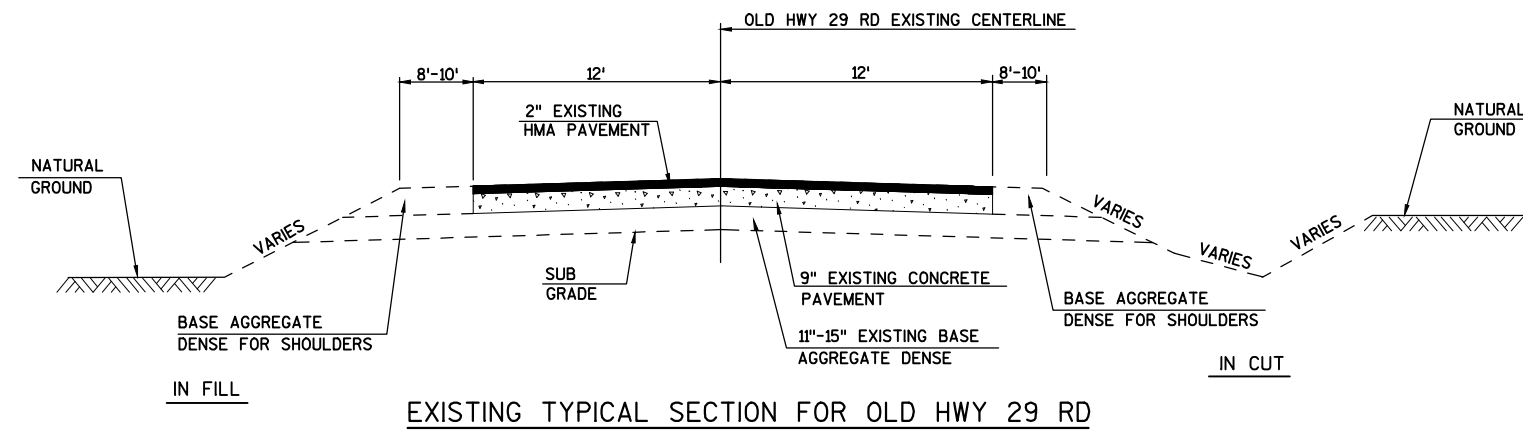 OLD HWY 29 RD EXISTING CENTERLINE
8'-10'
12'
12'
8'-10'
2" EXISTING
HMA PAVEMENT
NATURAL
GROUND
NATURAL
GROUND
VARIES
VARIES
VARIES
VARIES
SUB
GRADE
9" EXISTING CONCRETE
PAVEMENT
BASE AGGREGATE
DENSE FOR SHOULDERS
BASE AGGREGATE
DENSE FOR SHOULDERS
11"-15" EXISTING BASE
AGGREGATE DENSE
IN FILL
IN CUT
EXISTING TYPICAL SECTION FOR OLD HWY 29 RD